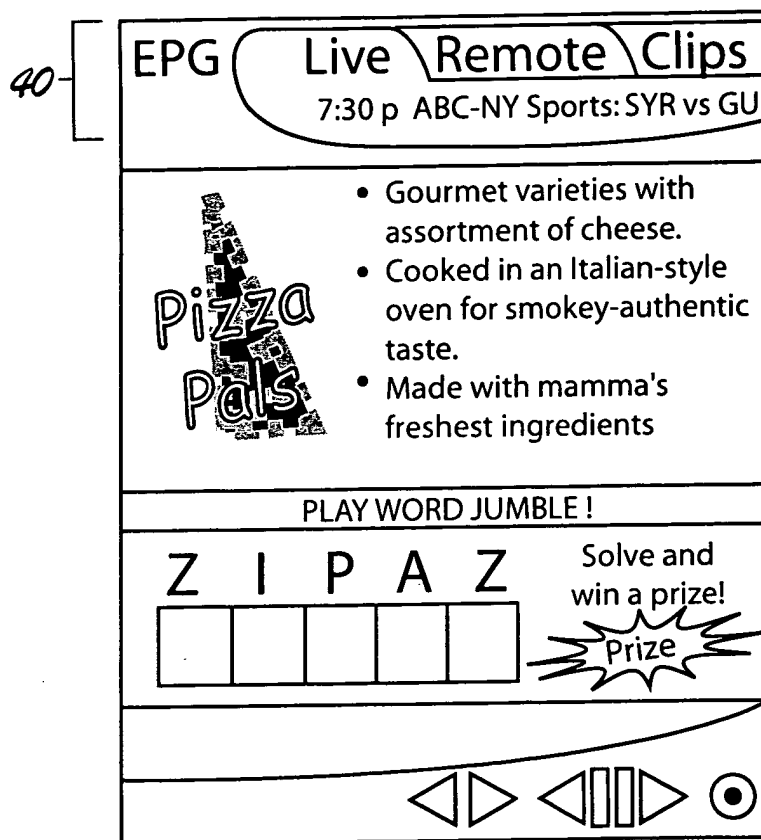 40
EPG Live Remote Clips
7:30 p ABC-NY Sports: SYR vs GU
Pizza
Pals
• Gourmet varieties with
assortment of cheese.
• Cooked in an Italian-style
oven for smokey-authentic
taste.
• Made with mamma's
freshest ingredients
PLAY WORD JUMBLE !
Z I P A Z
Solve and
win a prize!
Prize